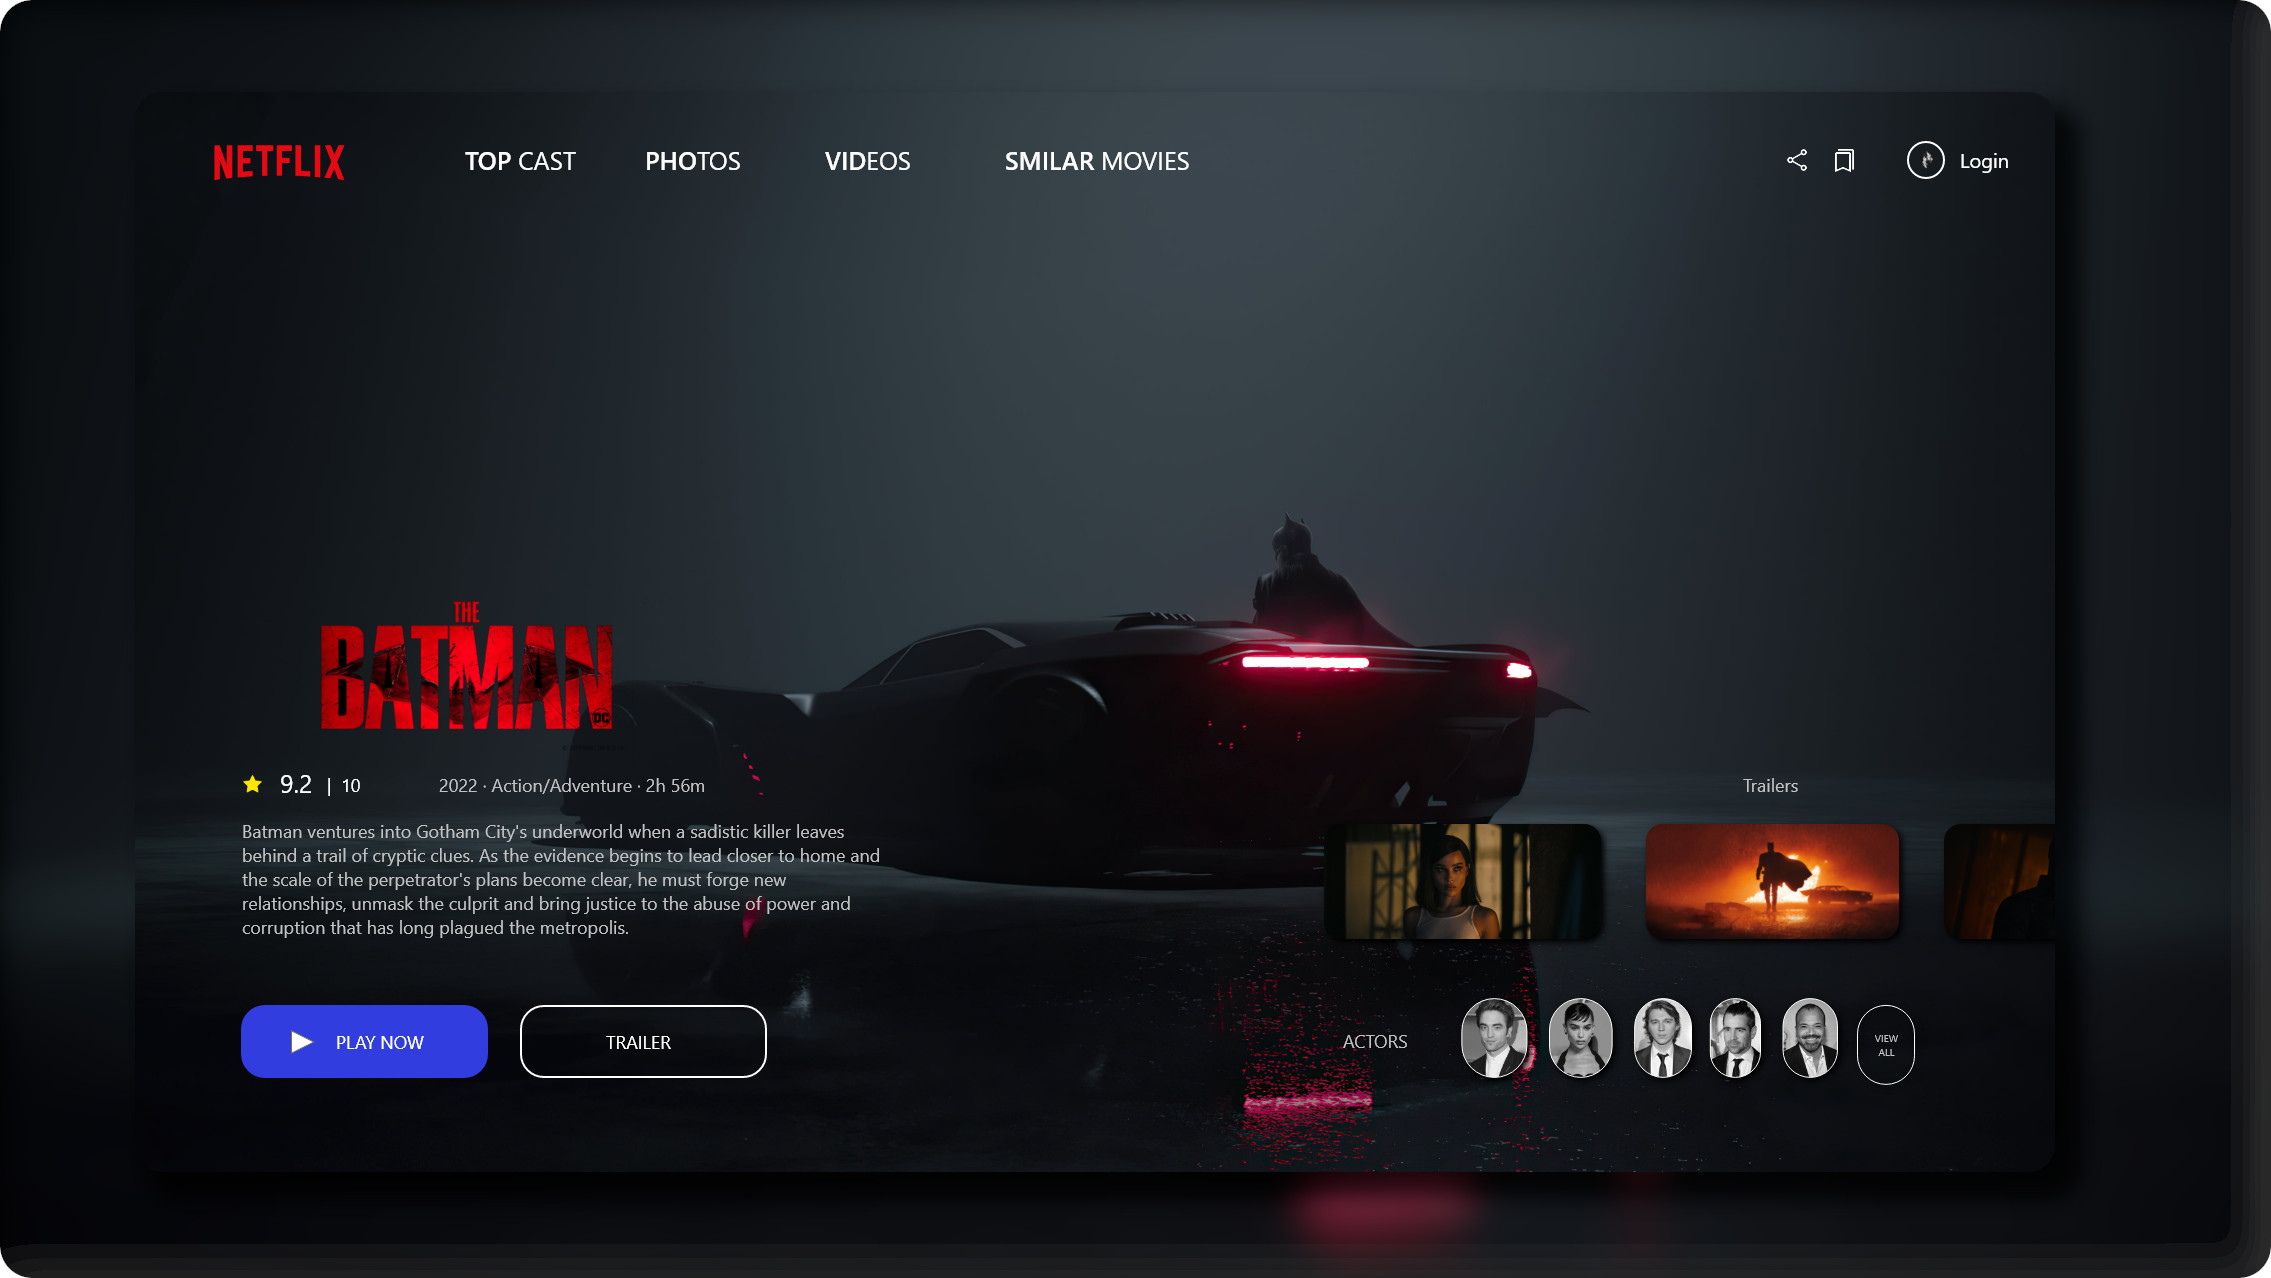 NETFLIX
TOP CAST
PHOTOS
VIDEOS
SMILAR MOVIES
Login
THE
BATMAN
DC
9.2 | 10
2022 · Action/Adventure · 2h 56m
Batman ventures into Gotham City's underworld when a sadistic killer leaves
behind a trail of cryptic clues. As the evidence begins to lead closer to home and
the scale of the perpetrator's plans become clear, he must forge new
relationships, unmask the culprit and bring justice to the abuse of power and
corruption that has long plagued the metropolis.
PLAY NOW
TRAILER
Trailers
ACTORS
VIEW
ALL